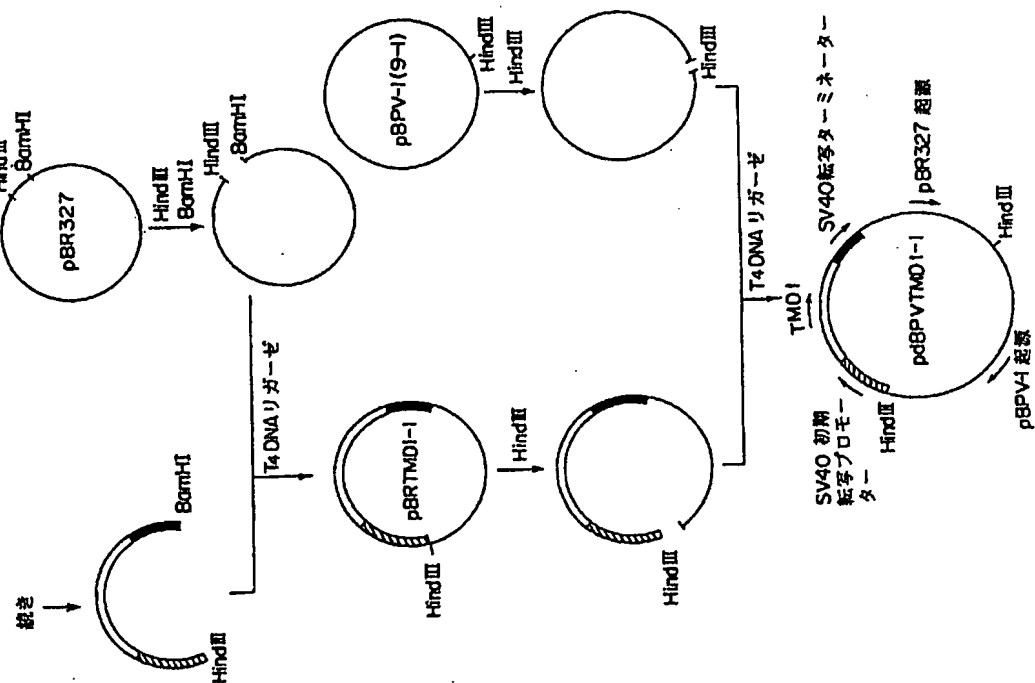 続き
HindⅢ
BamHI
pBR327
HindⅢ
BamHI
HindⅢ
BamHI
HindⅢ
BamHI
T4DNAリガーゼ
pBRTMD1-1
HindⅢ
HindⅢ
HindⅢ
pBPV-1(9-1)
HindⅢ
HindⅢ
HindⅢ
T4DNAリガーゼ
SV40 初期
転写プロモー
ター
TMD1
SV40転写ターミネーター
HindⅢ
pdBPVTMD1-1
pBR327 起源
HindⅢ
pBPV-1 起源